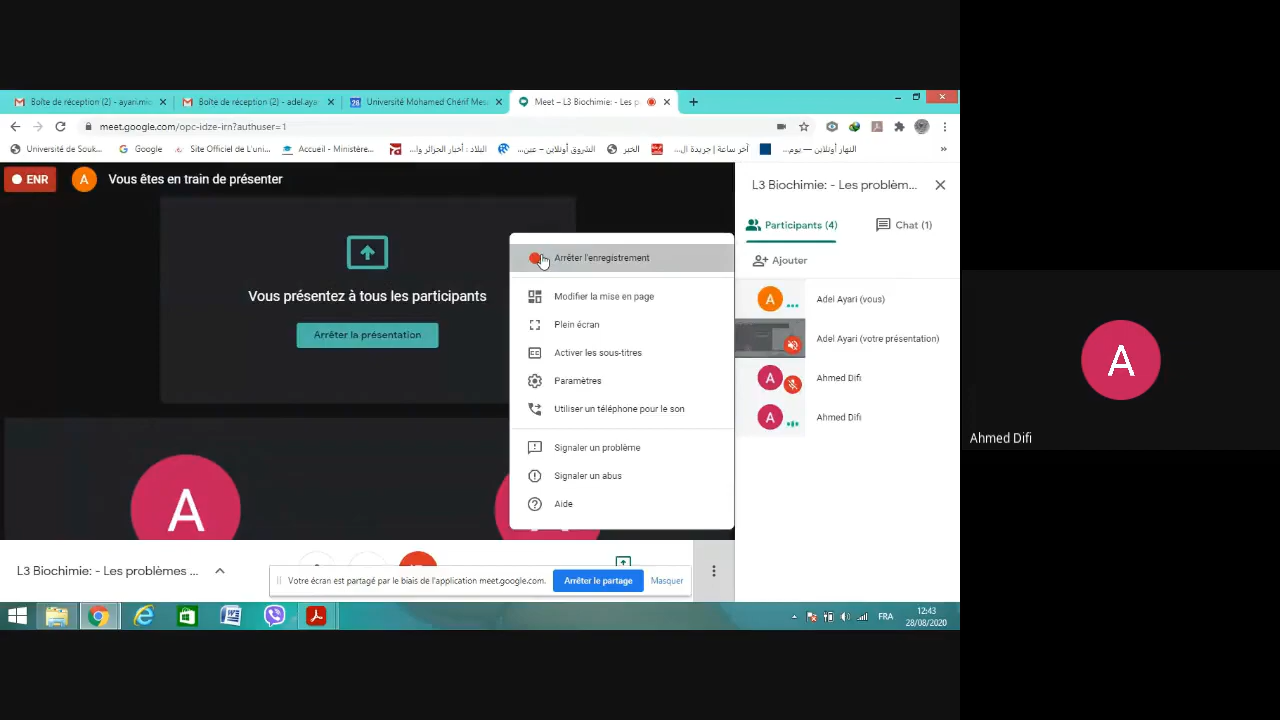 Boîte de réception (2) - ayari.mic
Boîte de réception (2) - adel.aya
Université Mohamed Chérif Mes
Meet – L3 Biochimie: - Les p
meet.google.com/opc-idze-irn?authuser=1
Université de Souk...
Google
Site Officiel de L'uni...
Accueil - Ministère...
البلاد : أخبار الجزائر وا...
الشروق أونلاين – عين...
الخبر
آخر ساعة | جريدة ال...
النهار أونلاين — يوم...
ENR
A
Vous êtes en train de présenter
Vous présentez à tous les participants
Arrêter la présentation
A
Arrêter l'enregistrement
Modifier la mise en page
Plein écran
Activer les sous-titres
Paramètres
Utiliser un téléphone pour le son
Signaler un problème
Signaler un abus
Aide
L3 Biochimie: - Les problèm...
Participants (4)
Chat (1)
Ajouter
A
Adel Ayari (vous)
Adel Ayari (votre présentation)
A
Ahmed Difi
A
Ahmed Difi
L3 Biochimie: - Les problèmes ...
Votre écran est partagé par le biais de l'application meet.google.com.
Arrêter le partage
Masquer
FRA
12:43
28/08/2020
A
Ahmed Difi